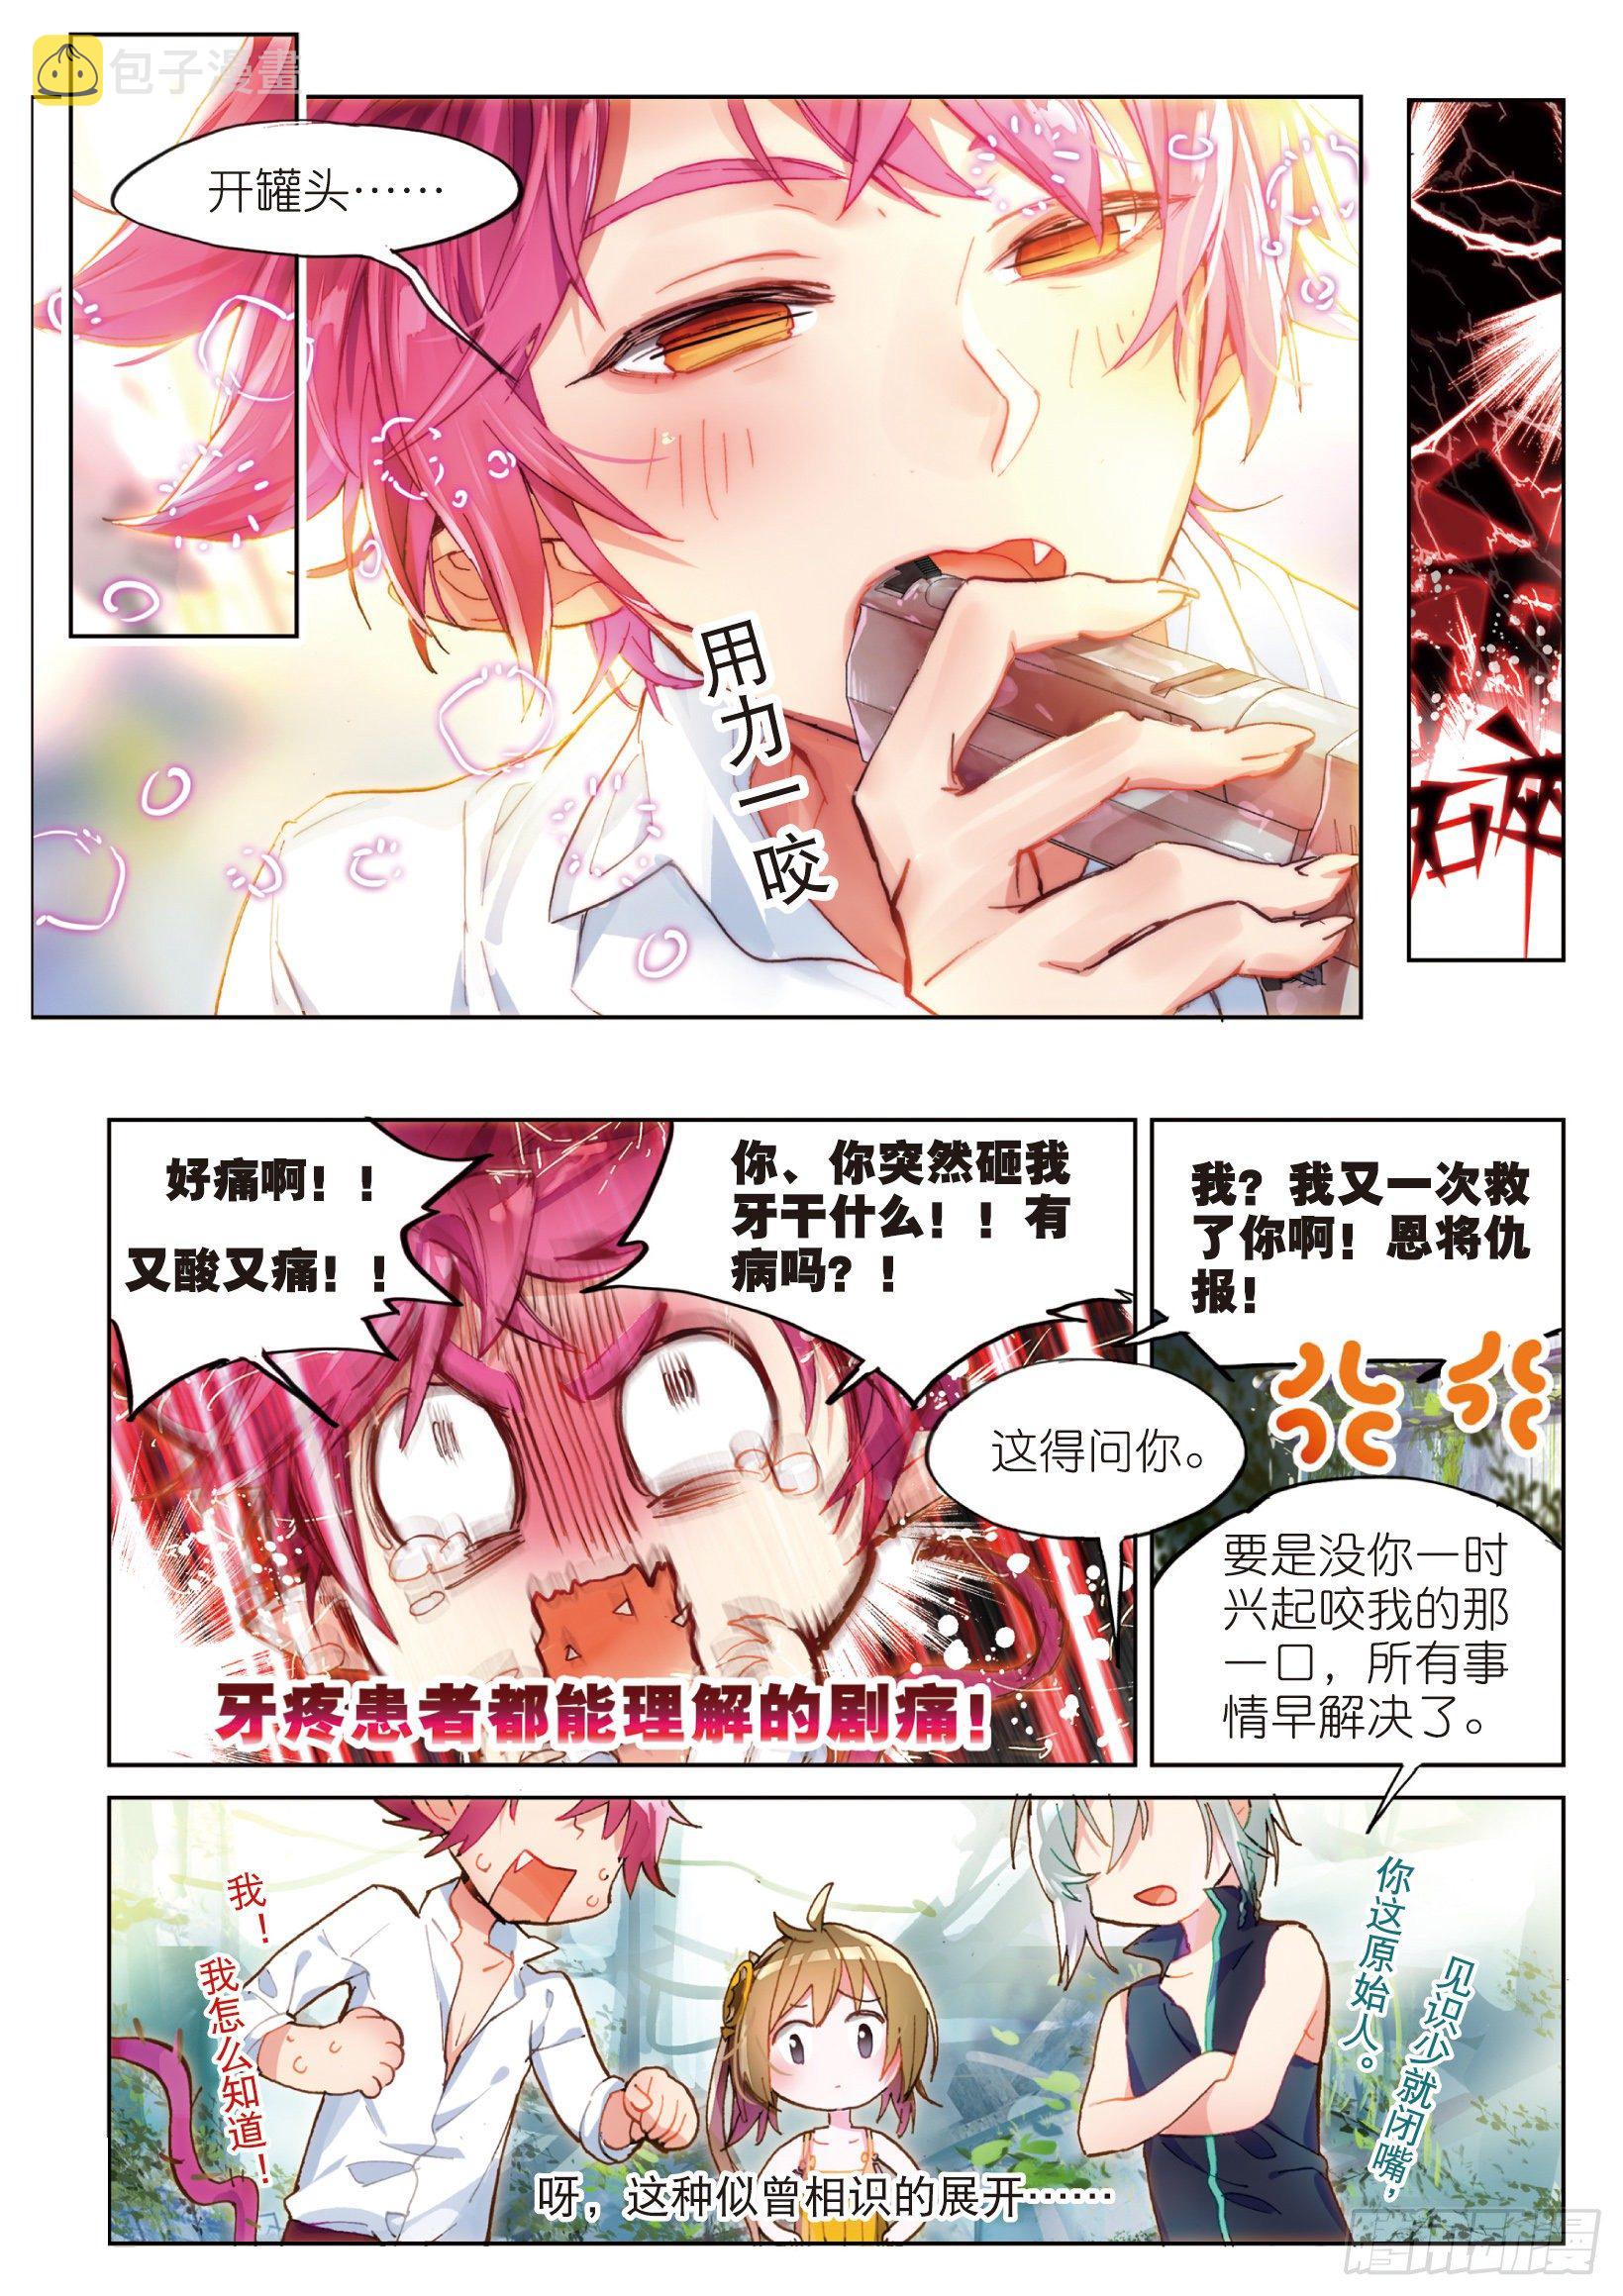 包子漫畫
开罐头……
用力一咬
砰
好痛啊！！
又酸又痛！！
你、你突然砸我
牙干什么！！有
病吗？！
我？我又一次救
了你啊！恩将仇
报！
这得问你。
要是没你一时
兴起咬我的那
一口，所有事
情早解决了。
牙疼患者都能理解的剧痛！
我！
我怎么知道！
见识少就闭嘴，
你这原始人。
呀，这种似曾相识的展开……
腾讯动漫